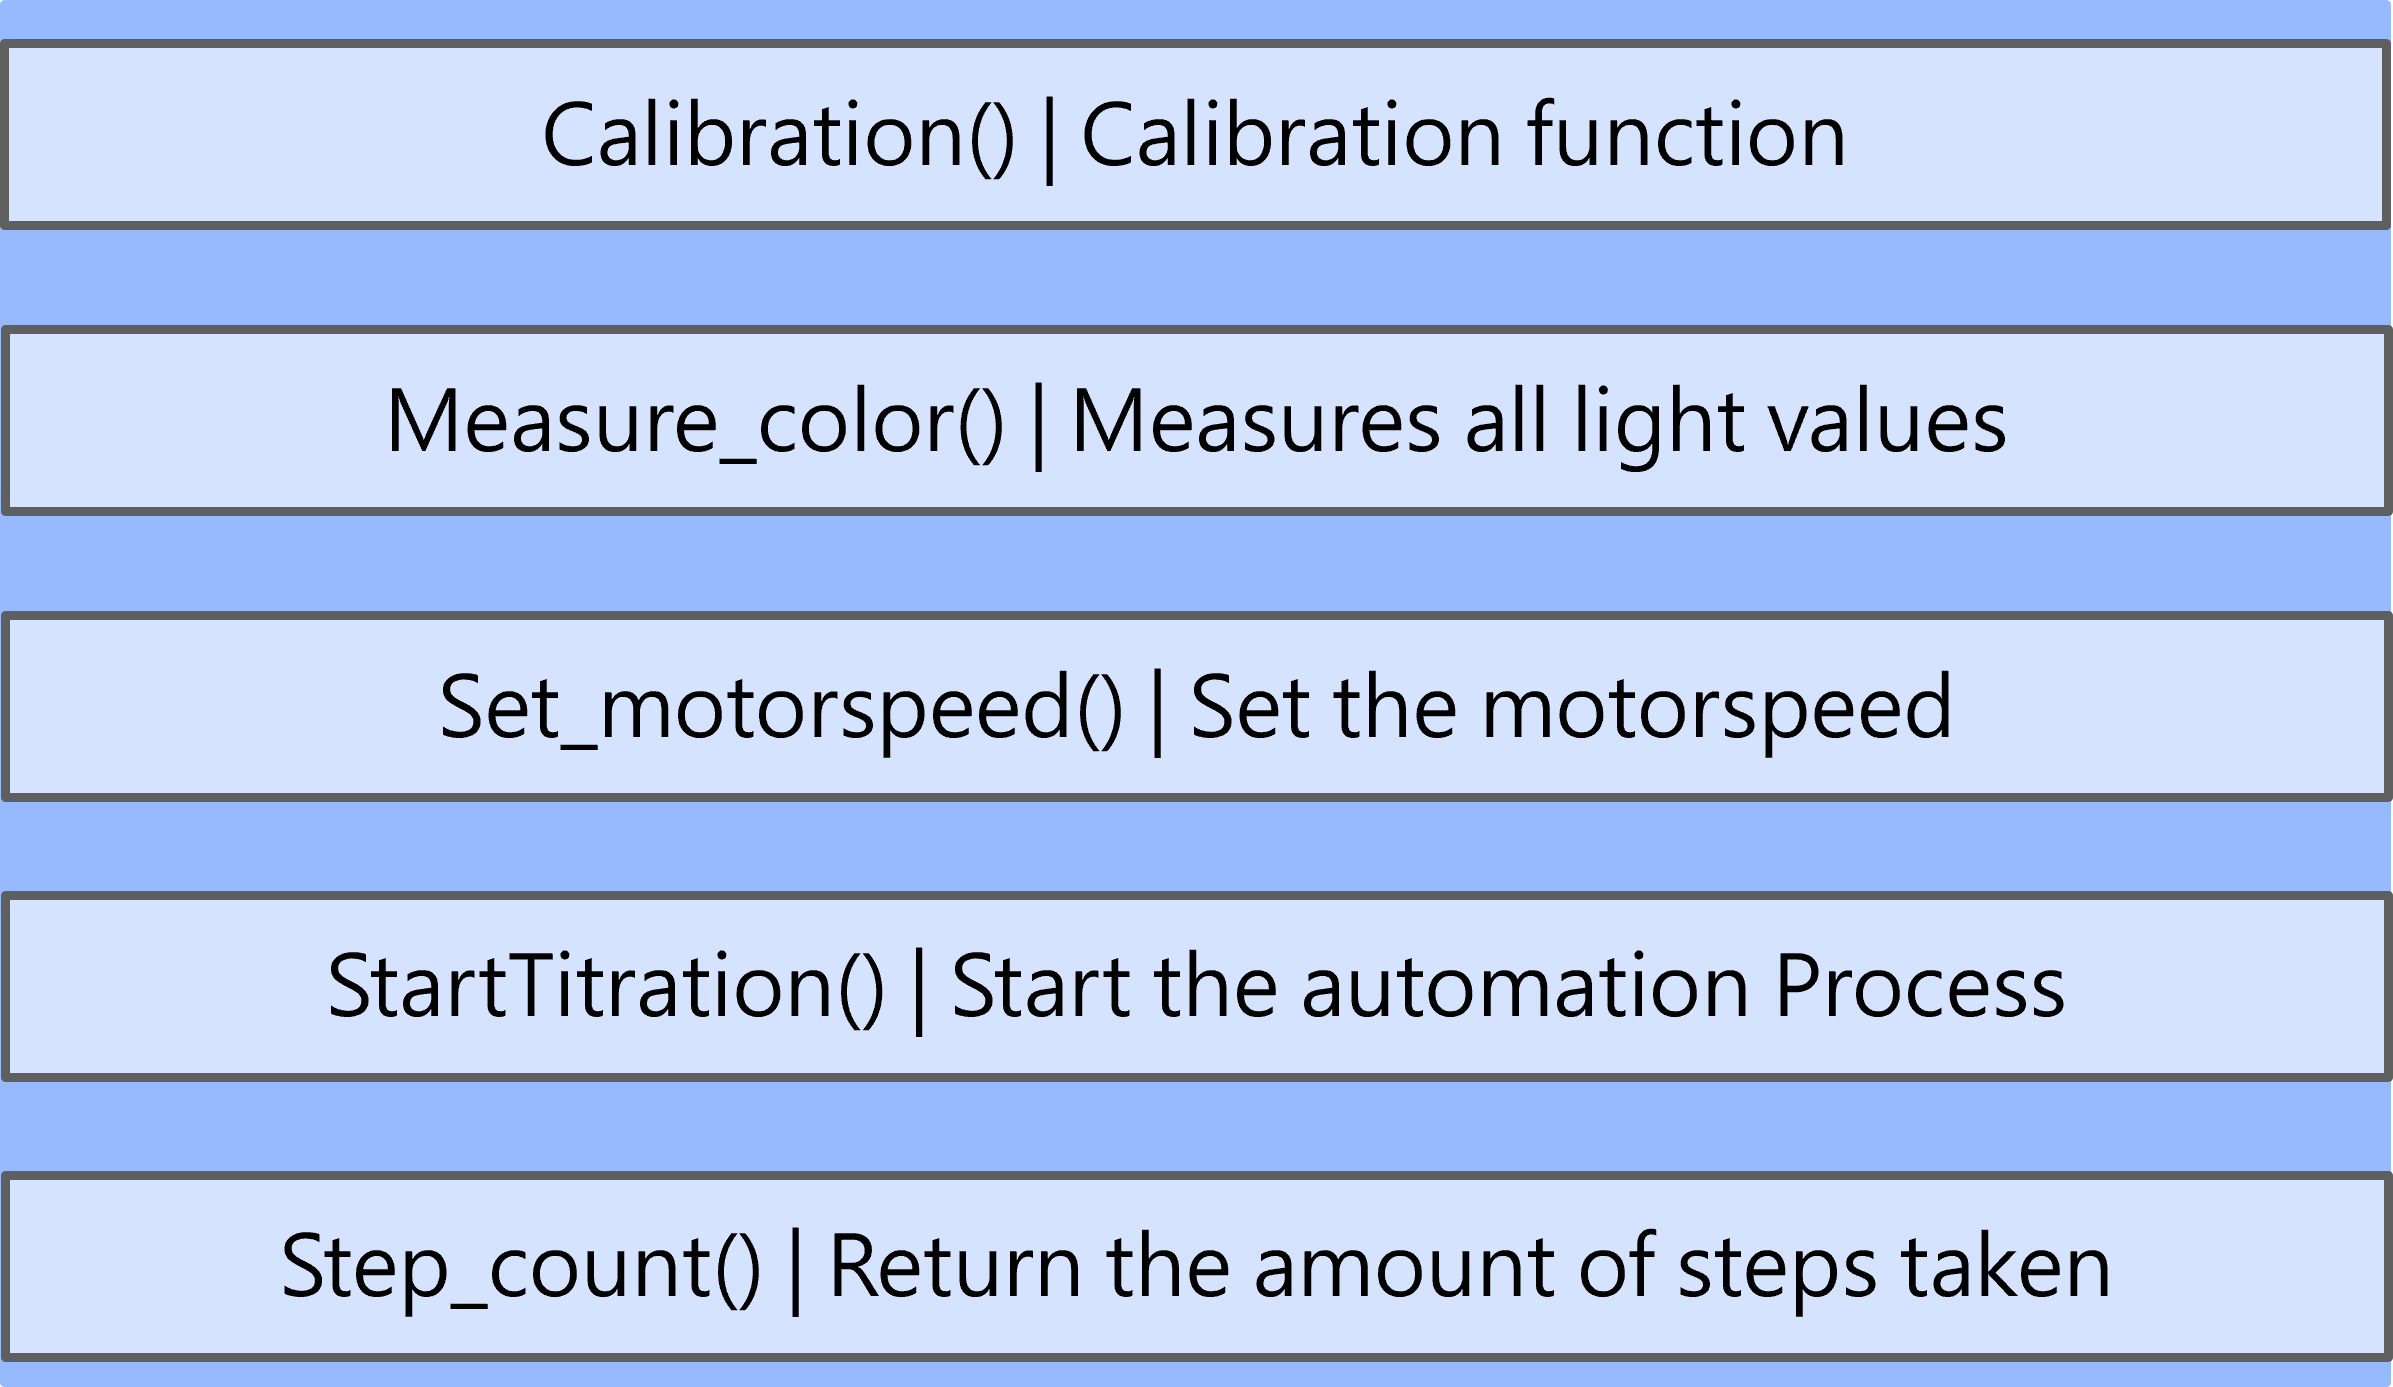 Calibration() | Calibration function
Measure_color() | Measures all light values
Set_motorspeed() | Set the motorspeed
StartTitration() | Start the automation Process
Step_count() | Return the amount of steps taken